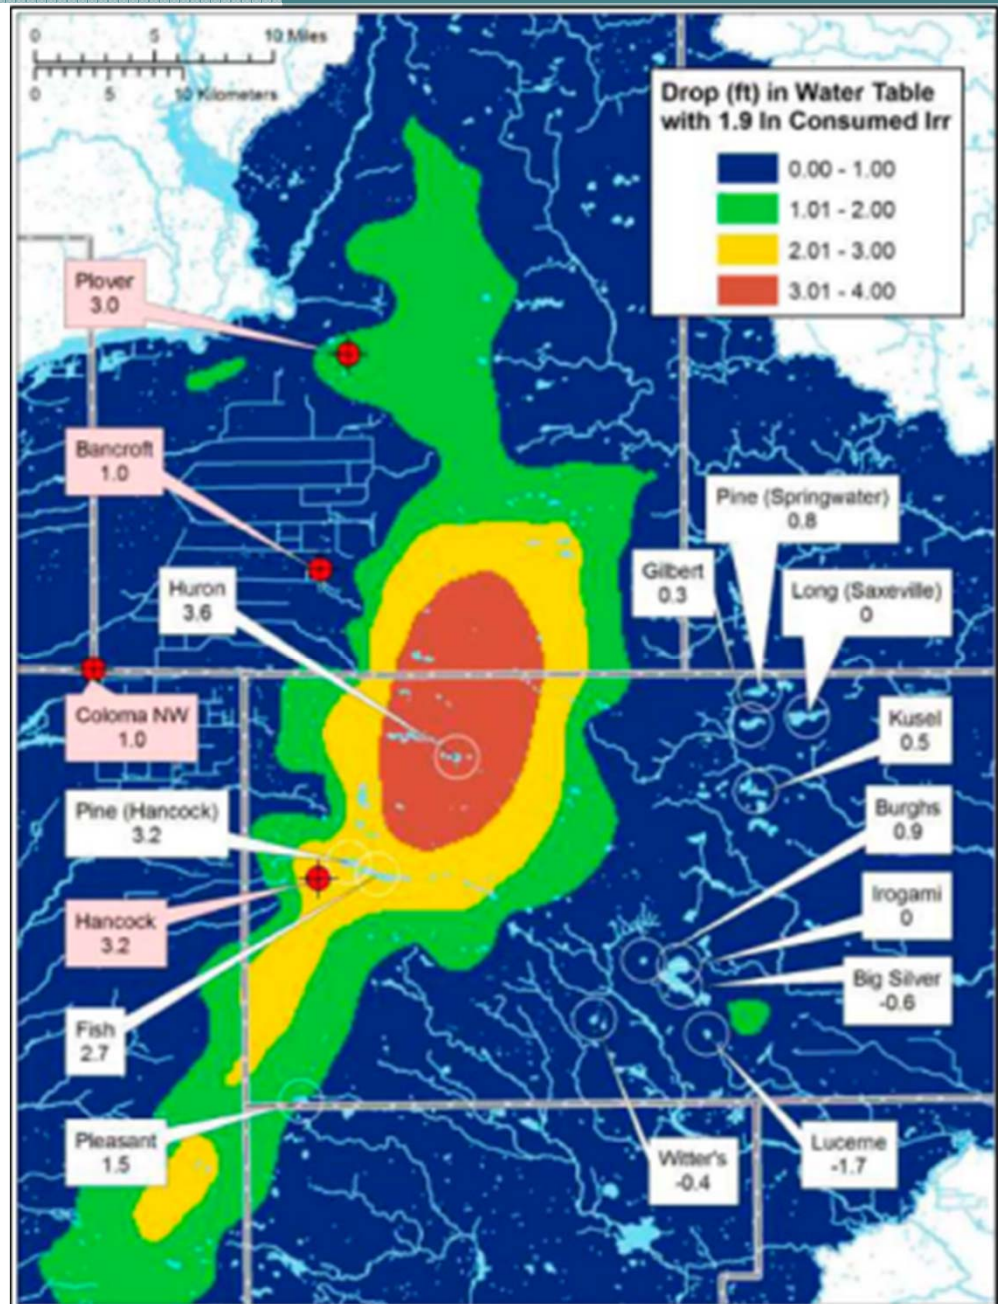 0 5 10 Miles
0 5 10 Kilometers
Drop (ft) in Water Table
with 1.9 In Consumed Irr
0.00 - 1.00
1.01 - 2.00
2.01 - 3.00
3.01 - 4.00
Plover
3.0
Bancroft
1.0
Pine (Springwater)
0.8
Gilbert
0.3
Long (Saxeville)
0
Huron
3.6
Coloma NW
1.0
Kusel
0.5
Pine (Hancock)
3.2
Burghs
0.9
Hancock
3.2
Irogami
0
Big Silver
-0.6
Fish
2.7
Pleasant
1.5
Witter's
-0.4
Lucerne
-1.7